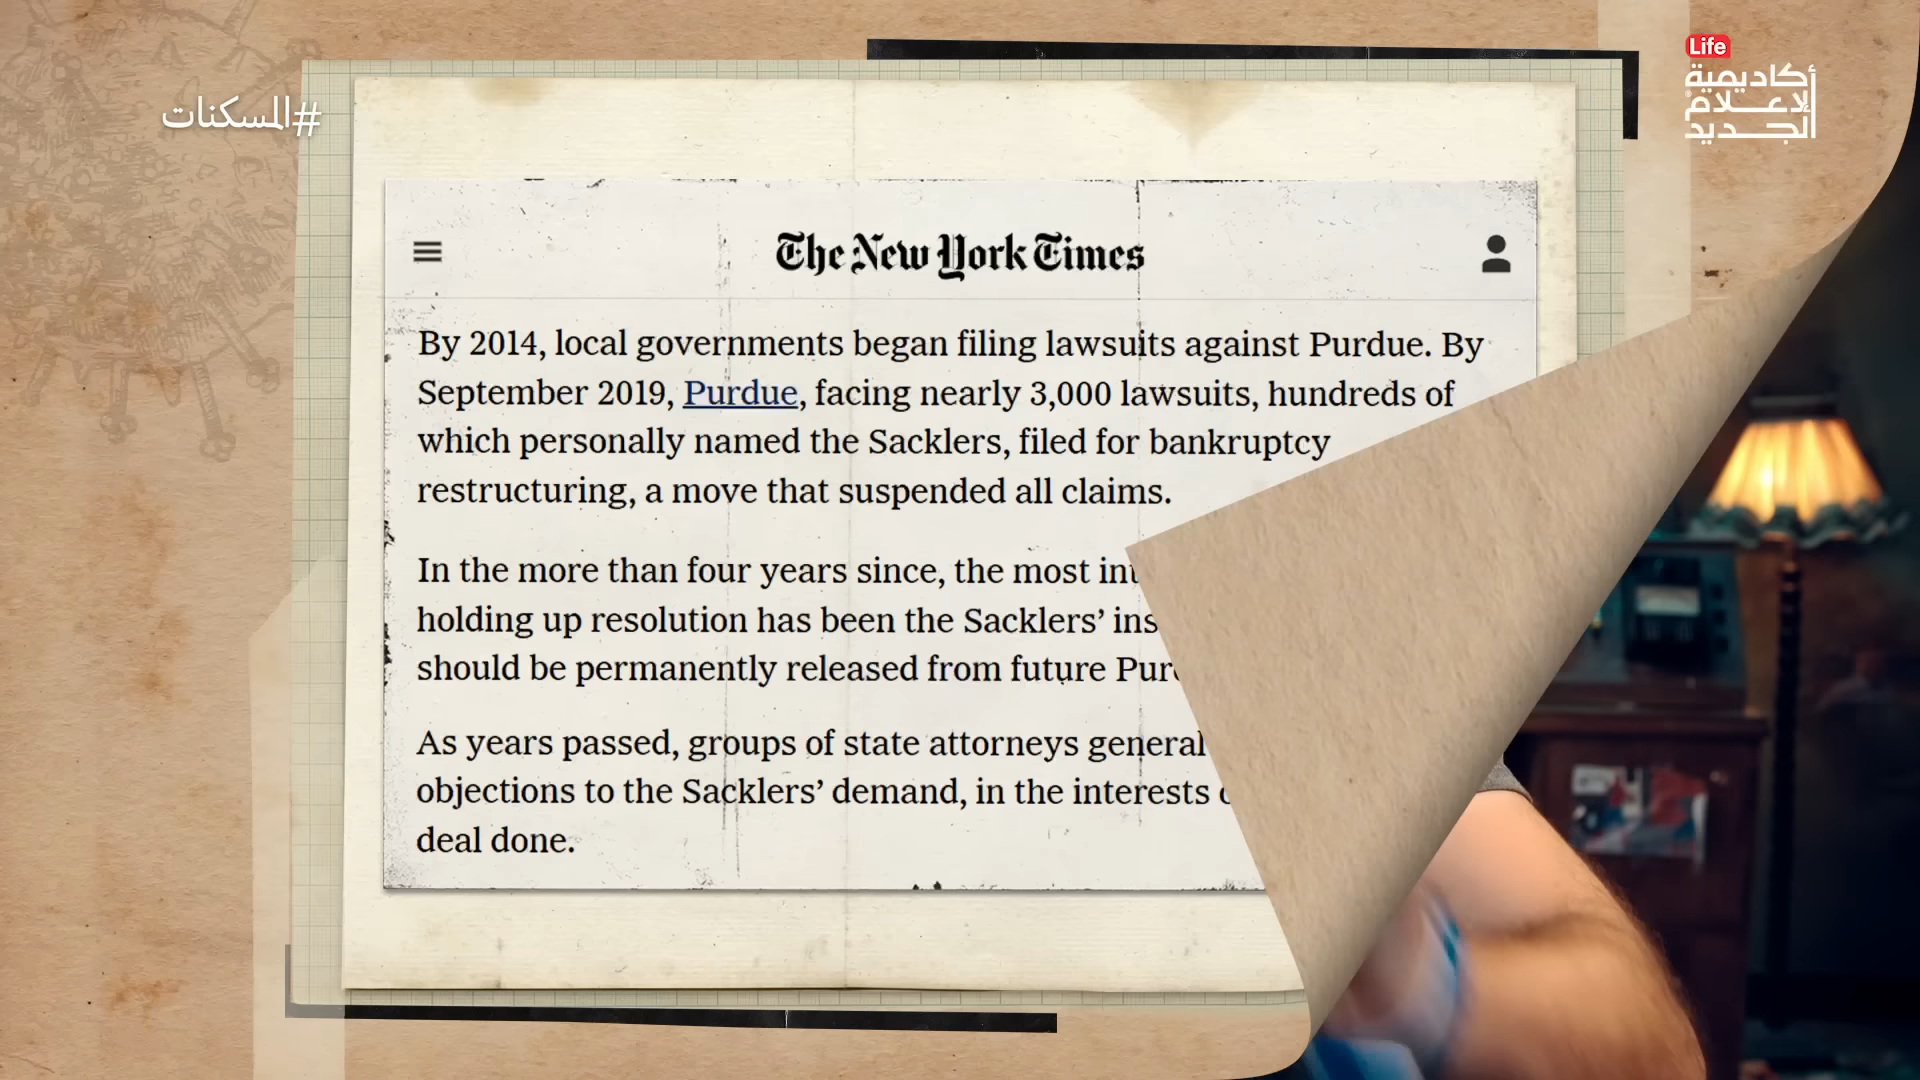 #المسكنات
Life
أكاديمية
الإعلام
الجديد
The New York Times
By 2014, local governments began filing lawsuits against Purdue. By
September 2019, Purdue, facing nearly 3,000 lawsuits, hundreds of
which personally named the Sacklers, filed for bankruptcy
restructuring, a move that suspended all claims.
In the more than four years since, the most
holding up resolution has been the Sacklers’
should be permanently released from future
As years passed, groups of state attorneys general
objections to the Sacklers’ demand, in the interests
deal done.